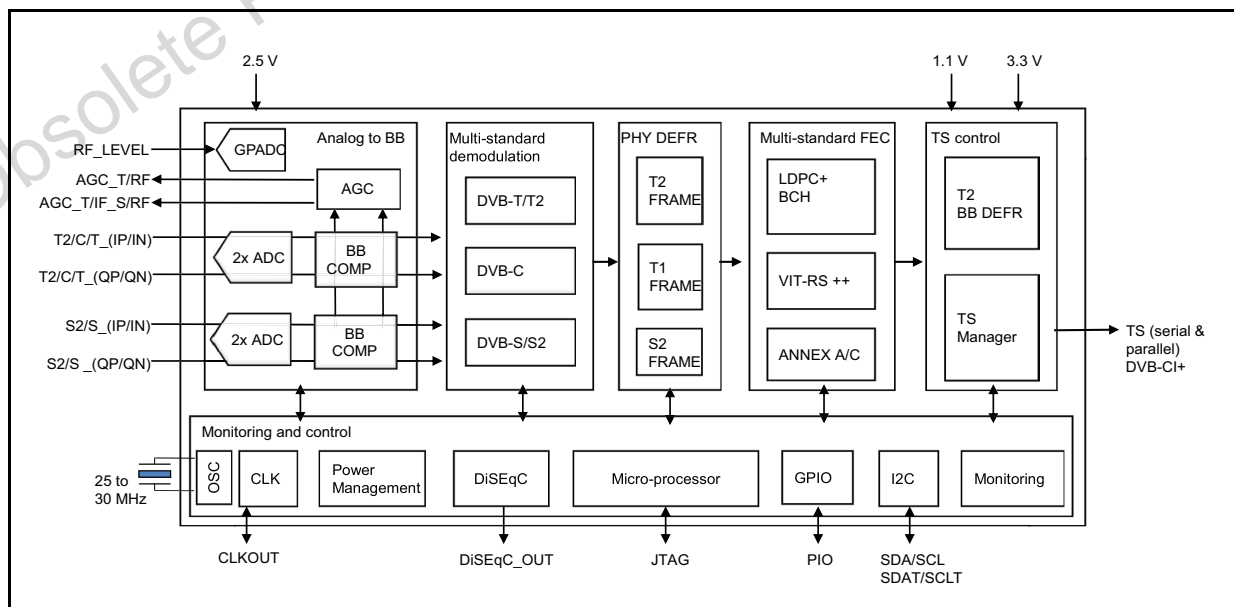 2.5 V
1.1 V
3.3 V
Analog to BB
GPADC
RF_LEVEL
AGC_T/RF
AGC_T/IF_S/RF
AGC
T2/C/T_(IP/IN)
2x ADC
BB
COMP
T2/C/T_(QP/QN)
S2/S_(IP/IN)
2x ADC
BB
COMP
S2/S _(QP/QN)
Multi-standard
demodulation
DVB-T/T2
DVB-C
DVB-S/S2
PHY DEFR
T2
FRAME
T1
FRAME
S2
FRAME
Multi-standard FEC
LDPC+
BCH
VIT-RS ++
ANNEX A/C
TS control
T2
BB DEFR
TS
Manager
TS (serial &
parallel)
DVB-CI+
Monitoring and control
25 to
30 MHz
OSC
CLK
Power
Management
DiSEqC
Micro-processor
GPIO
I2C
Monitoring
CLKOUT
DiSEqC_OUT
JTAG
PIO
SDA/SCL
SDAT/SCLT